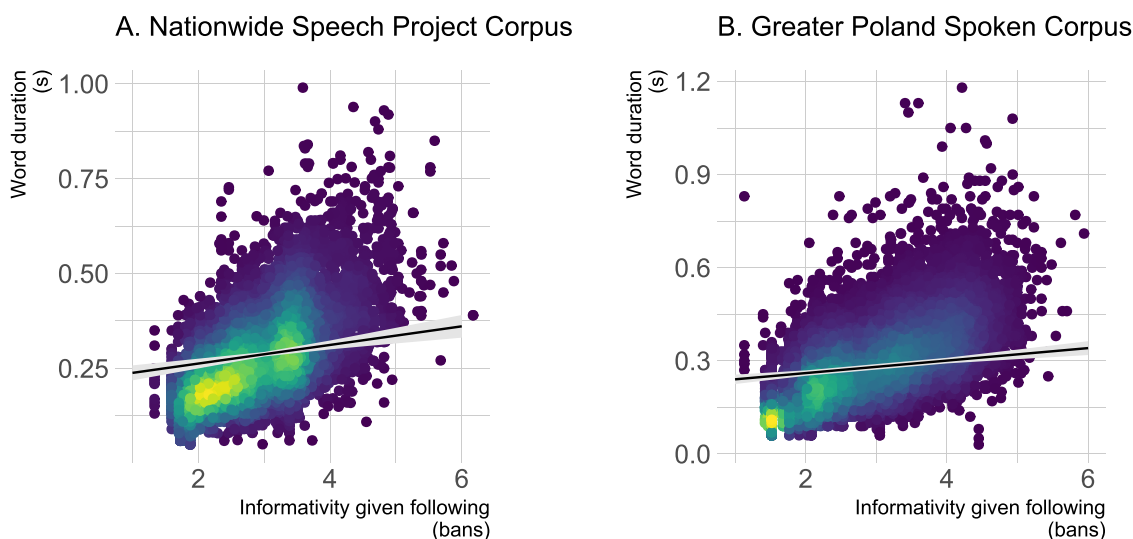 A. Nationwide Speech Project Corpus
Word duration
(s)
1.00
0.75
0.50
0.25
2
4
6
Informativity given following
(bans)
B. Greater Poland Spoken Corpus
Word duration
(s)
1.2
0.9
0.6
0.3
0.0
2
4
6
Informativity given following
(bans)